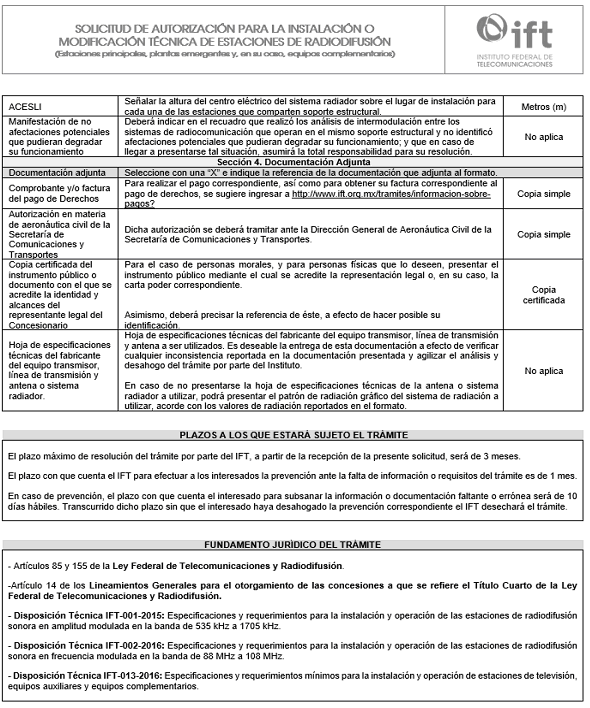 SOLICITUD DE AUTORIZACIÓN PARA LA INSTALACIÓN O
MODIFICACIÓN TÉCNICA DE ESTACIONES DE RADIODIFUSIÓN
(Estaciones principales, plantas emergentes y, en su caso, equipos complementarios)
ift
INSTITUTO FEDERAL DE
TELECOMUNICACIONES
ACESLI
Señalar la altura del centro eléctrico del sistema radiador sobre el lugar de instalación para
cada una de las estaciones que comparten soporte estructural.
Metros (m)
Manifestación de no
afectaciones potenciales
que pudieran degradar
su funcionamiento
Deberá indicar en el recuadro que realizó los análisis de intermodulación entre los
sistemas de radiocomunicación que operan en el mismo soporte estructural y no identificó
afectaciones potenciales que pudieran degradar su funcionamiento; y que en caso de
llegar a presentarse tal situación, asumirá la total responsabilidad para su resolución.
No aplica
Sección 4. Documentación Adjunta
Documentación adjunta
Seleccione con una "X" e indique la referencia de la documentación que adjunta al formato.
Comprobante y/o factura
del pago de Derechos
Para realizar el pago correspondiente, así como para obtener su factura correspondiente al
pago de derechos, se sugiere ingresar a http://www.ift.org.mx/tramites/informacion-sobre-
pagos?
Copia simple
Autorización en materia
de aeronáutica civil de la
Secretaría de
Comunicaciones y
Transportes
Dicha autorización se deberá tramitar ante la Dirección General de Aeronáutica Civil de la
Secretaría de Comunicaciones y Transportes.
Copia simple
Copia certificada del
instrumento público o
documento con el que se
acredite la identidad y
alcances del
representante legal del
Concesionario
Para el caso de personas morales, y para personas físicas que lo deseen, presentar el
instrumento público mediante el cual se acredite la representación legal o, en su caso, la
carta poder correspondiente.
Asimismo, deberá precisar la referencia de éste, a efecto de hacer posible su
identificación.
Copia
certificada
Hoja de especificaciones
técnicas del fabricante
del equipo transmisor,
línea de transmisión y
antena o sistema
radiador.
Hoja de especificaciones técnicas del fabricante del equipo transmisor, línea de transmisión
y antena a ser utilizados. Es deseable la entrega de esta documentación a efecto de verificar
cualquier inconsistencia reportada en la documentación presentada y agilizar el análisis y
desahogo del trámite por parte del Instituto.
En caso de no presentarse la hoja de especificaciones técnicas de la antena o sistema
radiador a utilizar, podrá presentar el patrón de radiación gráfico del sistema de radiación a
utilizar, acorde con los valores de radiación reportados en el formato.
No aplica
PLAZOS A LOS QUE ESTARÁ SUJETO EL TRÁMITE
El plazo máximo de resolución del trámite por parte del IFT, a partir de la recepción de la presente solicitud, será de 3 meses.
El plazo con que cuenta el IFT para efectuar a los interesados la prevención ante la falta de información o requisitos del trámite es de 1 mes.
En caso de prevención, el plazo con que cuenta el interesado para subsanar la información o documentación faltante o errónea será de 10
días hábiles. Transcurrido dicho plazo sin que el interesado haya desahogado la prevención correspondiente el IFT desechará el trámite.
FUNDAMENTO JURÍDICO DEL TRÁMITE
- Artículos 85 y 155 de la Ley Federal de Telecomunicaciones y Radiodifusión.
-Artículo 14 de los Lineamientos Generales para el otorgamiento de las concesiones a que se refiere el Título Cuarto de la Ley
Federal de Telecomunicaciones y Radiodifusión.
- Disposición Técnica IFT-001-2015: Especificaciones y requerimientos para la instalación y operación de las estaciones de radiodifusión
sonora en amplitud modulada en la banda de 535 kHz a 1705 kHz.
- Disposición Técnica IFT-002-2016: Especificaciones y requerimientos para la instalación y operación de las estaciones de radiodifusión
sonora en frecuencia modulada en la banda de 88 MHz a 108 MHz.
- Disposición Técnica IFT-013-2016: Especificaciones y requerimientos mínimos para la instalación y operación de estaciones de televisión,
equipos auxiliares y equipos complementarios.